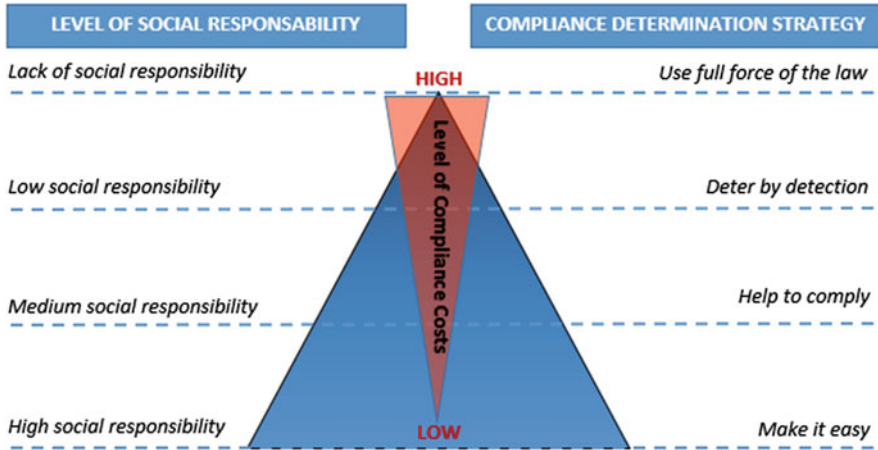 LEVEL OF SOCIAL RESPONSABILITY
COMPLIANCE DETERMINATION STRATEGY
Lack of social responsibility
HIGH
Use full force of the law
Low social responsibility
Deter by detection
Level of Compliance Costs
Medium social responsibility
Help to comply
High social responsibility
LOW
Make it easy